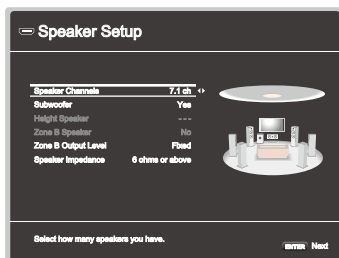 Speaker Setup
Speaker Channels 7.1 ch
Subwoofer Yes
Height Speaker ---
Zone B Speaker No
Zone B Output Level Fixed
Speaker Impedance 6 ohms or above
Select how many speakers you have.
ENTER Next